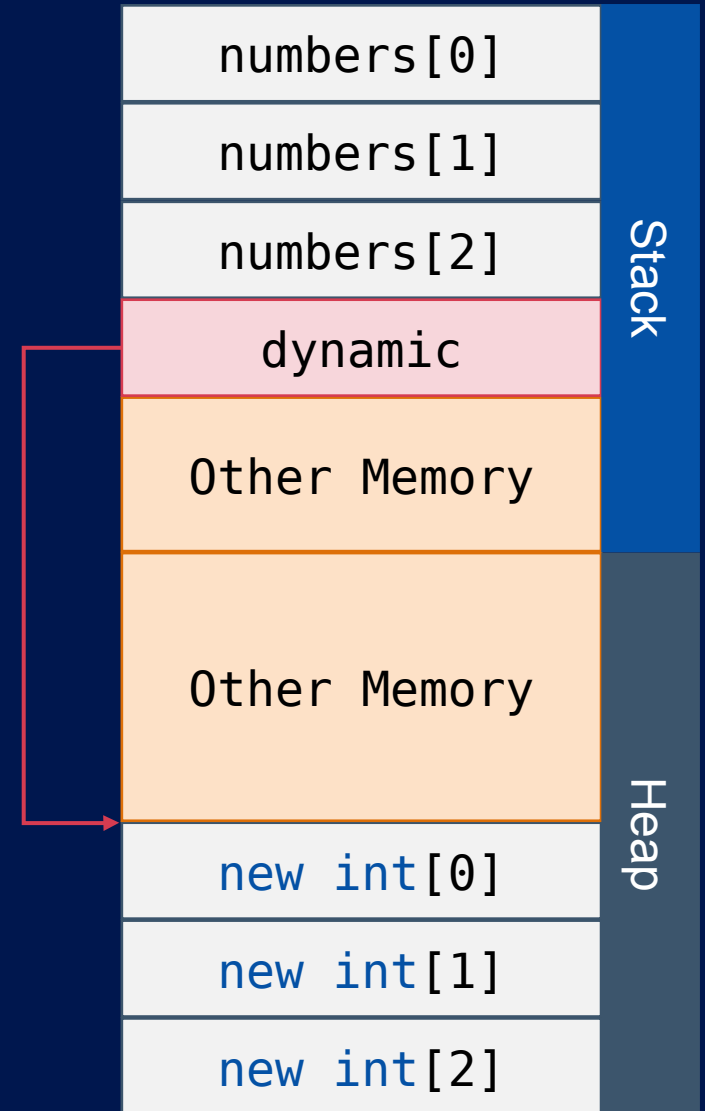 numbers[0]
numbers[1]
numbers[2]
Stack
dynamic
Other Memory
Other Memory
Heap
new int[0]
new int[1]
new int[2]